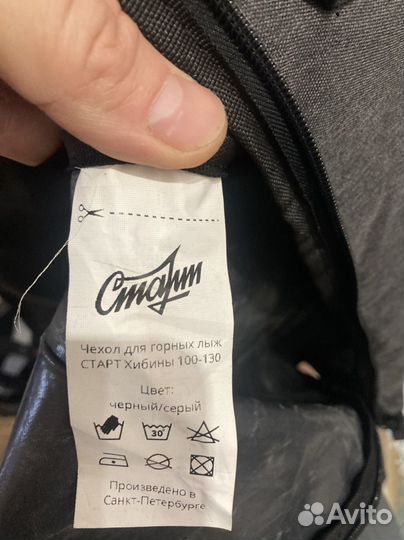 Старт
Чехол для горных лыж
СТАРТ Хибины 100-130
Цвет:
черный/серый
30°
Произведено в
Санкт-Петербурге
Avito